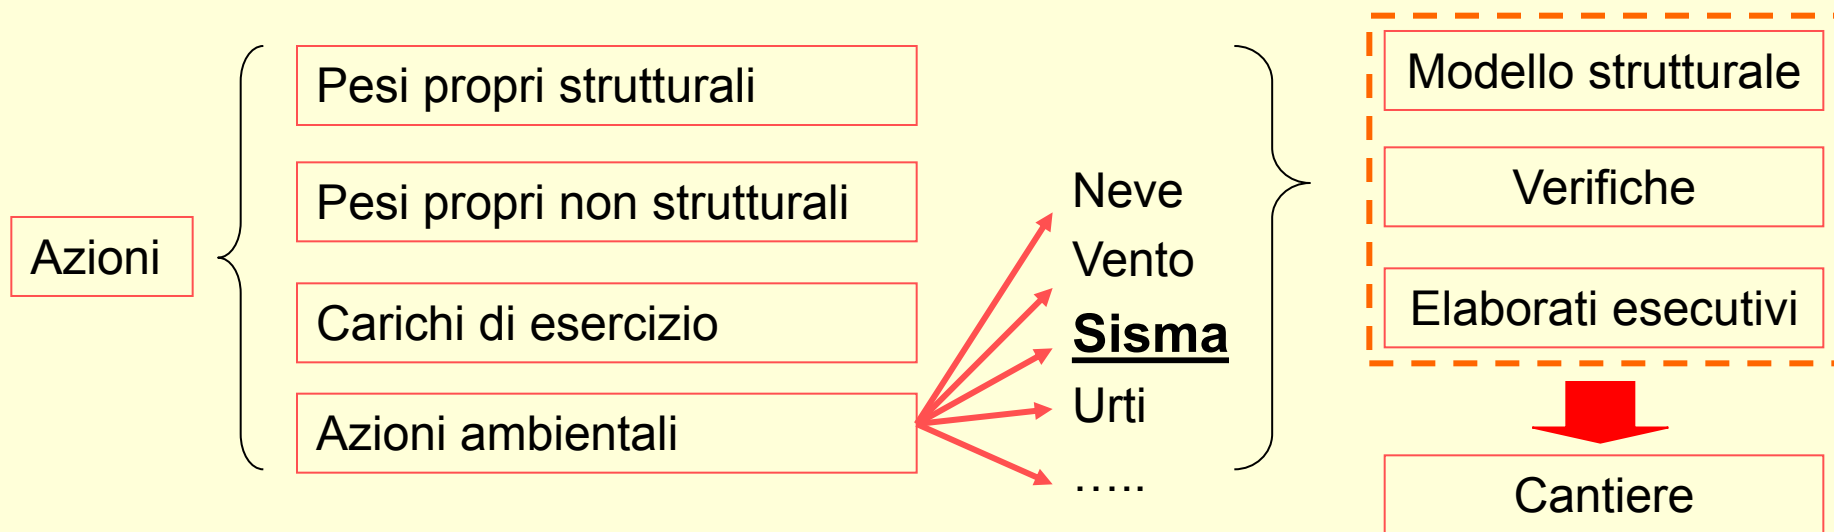 Azioni
Pesi propri strutturali
Pesi propri non strutturali
Carichi di esercizio
Azioni ambientali
Neve
Vento
Sisma
Urti
.....
Modello strutturale
Verifiche
Elaborati esecutivi
Cantiere